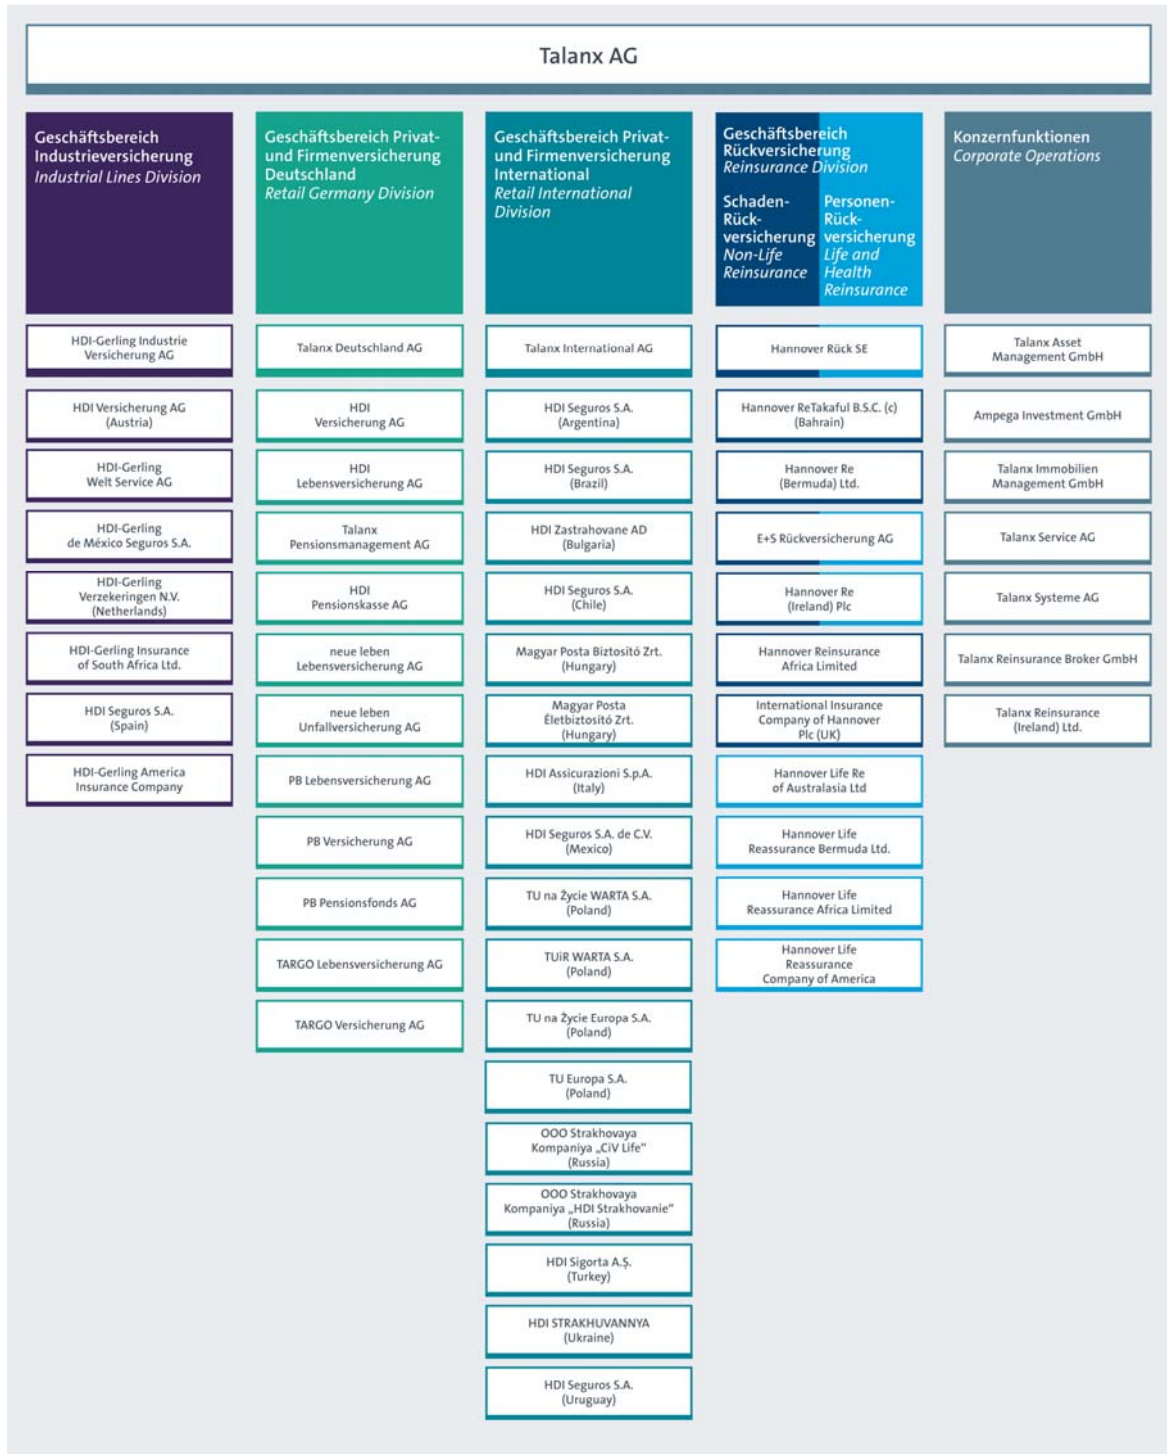 Talanx AG
Geschäftsbereich
Industrieversicherung
Industrial Lines Division
HDI-Gerling Industrie
Versicherung AG
HDI Versicherung AG
(Austria)
HDI-Gerling
Welt Service AG
HDI-Gerling
de México Seguros S.A.
HDI-Gerling
Verzekeringen N.V.
(Netherlands)
HDI-Gerling Insurance
of South Africa Ltd.
HDI Seguros S.A.
(Spain)
HDI-Gerling America
Insurance Company
Geschäftsbereich Privat-
und Firmenversicherung
Deutschland
Retail Germany Division
Talanx Deutschland AG
HDI
Versicherung AG
HDI
Lebensversicherung AG
Talanx
Pensionsmanagement AG
HDI
Pensionskasse AG
neue leben
Lebensversicherung AG
neue leben
Unfallversicherung AG
PB Lebensversicherung AG
PB Versicherung AG
PB Pensionsfonds AG
TARGO Lebensversicherung AG
TARGO Versicherung AG
Geschäftsbereich Privat-
und Firmenversicherung
International
Retail International
Division
Talanx International AG
HDI Seguros S.A.
(Argentina)
HDI Seguros S.A.
(Brazil)
HDI Zastrahovane AD
(Bulgaria)
HDI Seguros S.A.
(Chile)
Magyar Posta Biztosító Zrt.
(Hungary)
Magyar Posta
Életbiztosító Zrt.
(Hungary)
HDI Assicurazioni S.p.A.
(Italy)
HDI Seguros S.A. de C.V.
(Mexico)
TU na Życie WARTA S.A.
(Poland)
TUiR WARTA S.A.
(Poland)
TU na Życie Europa S.A.
(Poland)
TU Europa S.A.
(Poland)
OOO Strakhovaya
Kompaniya „CiV Life“
(Russia)
OOO Strakhovaya
Kompaniya „HDI Strakhovanie“
(Russia)
HDI Sigorta A.Ş.
(Turkey)
HDI STRAKHUVANNYA
(Ukraine)
HDI Seguros S.A.
(Uruguay)
Geschäftsbereich
Rückversicherung
Reinsurance Division
Schaden-
Rück-
versicherung
Non-Life
Reinsurance
Personen-
Rück-
versicherung
Life and
Health
Reinsurance
Hannover Rück SE
Hannover ReTakaful B.S.C. (c)
(Bahrain)
Hannover Re
(Bermuda) Ltd.
E+S Rückversicherung AG
Hannover Re
(Ireland) Plc
Hannover Reinsurance
Africa Limited
International Insurance
Company of Hannover
Plc (UK)
Hannover Life Re
of Australasia Ltd
Hannover Life
Reassurance Bermuda Ltd.
Hannover Life
Reassurance Africa Limited
Hannover Life
Reassurance
Company of America
Konzernfunktionen
Corporate Operations
Talanx Asset
Management GmbH
Ampega Investment GmbH
Talanx Immobilien
Management GmbH
Talanx Service AG
Talanx Systeme AG
Talanx Reinsurance Broker GmbH
Talanx Reinsurance
(Ireland) Ltd.